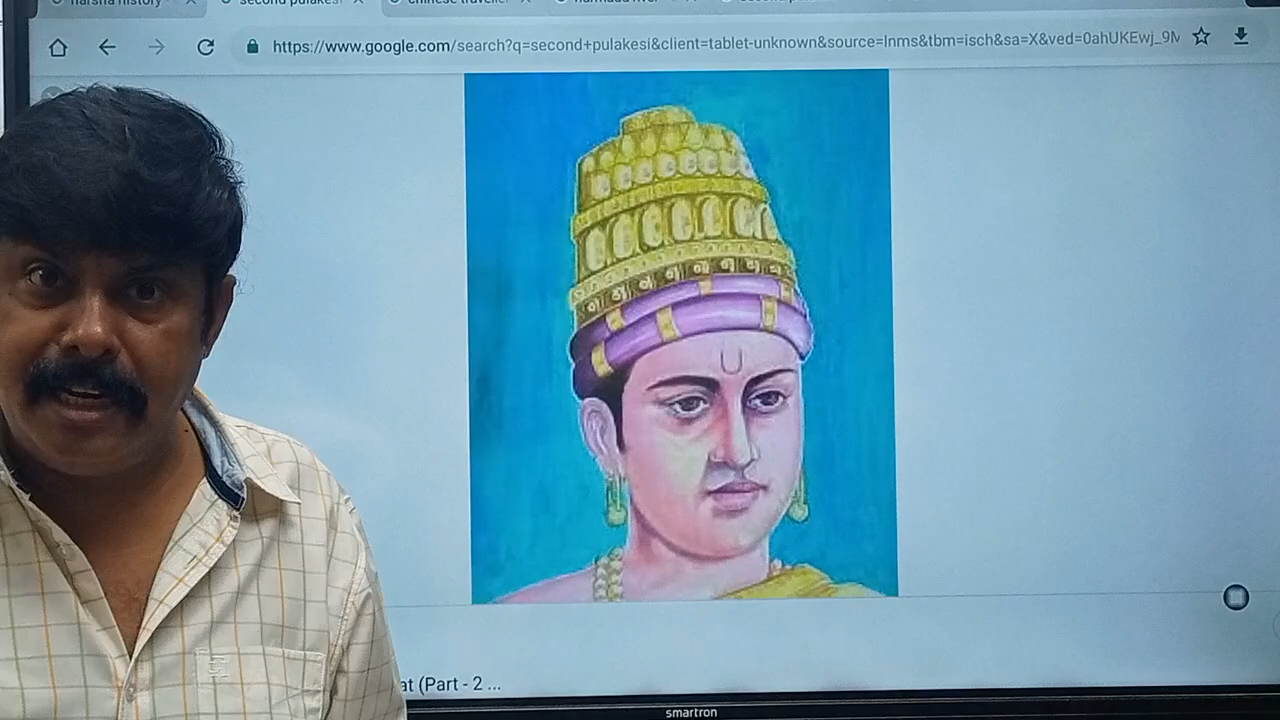 harsha history
second pulakesi
chinese travelle
narmada river
https://www.google.com/search?q=second+pulakesi&client=tablet-unknown&source=lnms&tbm=isch&sa=X&ved=0ahUKEwj_9M
at (Part - 2 ...
smartron